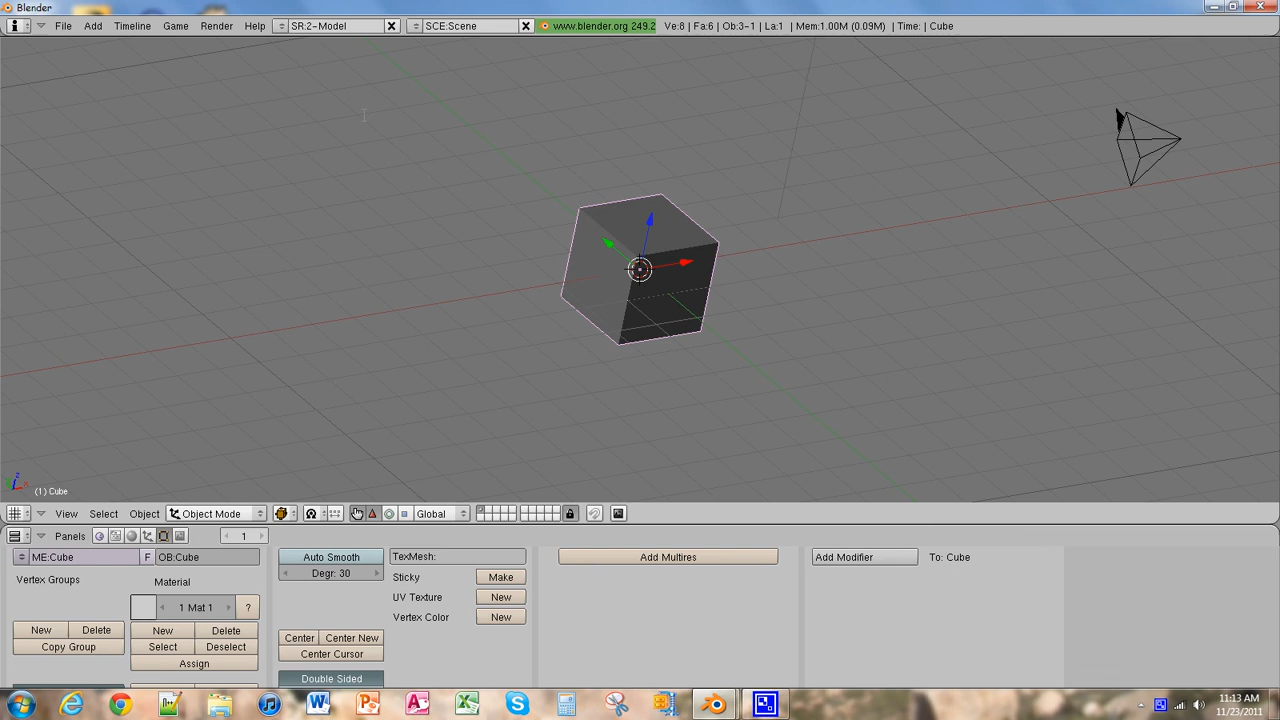 Blender
File Add Timeline Game Render Help SR:2-Model SCE:Scene www.blender.org 249.2 Ve:8 | Fa:6 | Ob:3-1 | La:1 | Mem:1.00M (0.09M) | Time: | Cube
z
x
(1) Cube
View Select Object Object Mode Global
Panels 1
ME:Cube F OB:Cube Auto Smooth TexMesh: Add Multires Add Modifier To: Cube
Degr: 30
Vertex Groups Material Sticky Make
UV Texture New
1 Mat 1 ? Vertex Color New
New Delete New Delete Center Center New
Copy Group Select Deselect Center Cursor
Assign
Double Sided
11:13 AM
11/23/2011